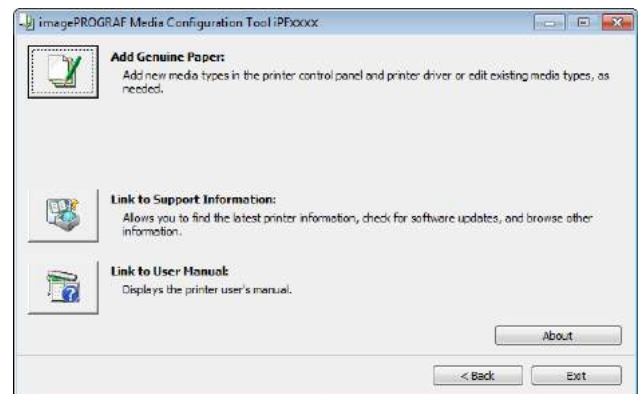 imagePROGRAF Media Configuration Tool iPFxxxx
Add Genuine Paper:
Add new media types in the printer control panel and printer driver or edit existing media types, as
needed.
Link to Support Information:
Allows you to find the latest printer information, check for software updates, and browse other
information.
Link to User Manual:
Displays the printer user's manual.
About
< Back
Exit